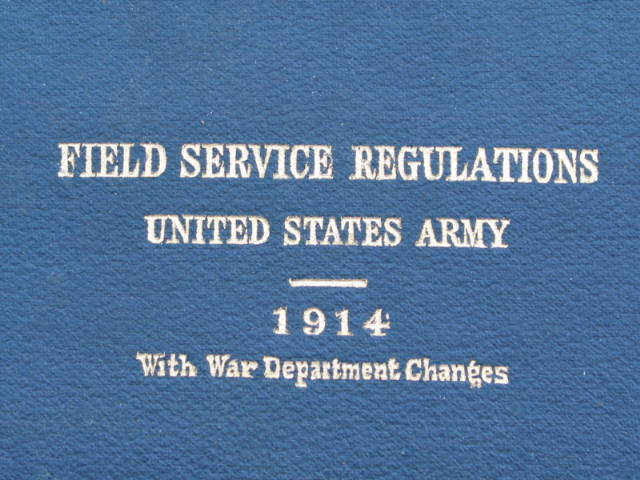 FIELD SERVICE REGULATIONS
UNITED STATES ARMY
1914
With War Department Changes